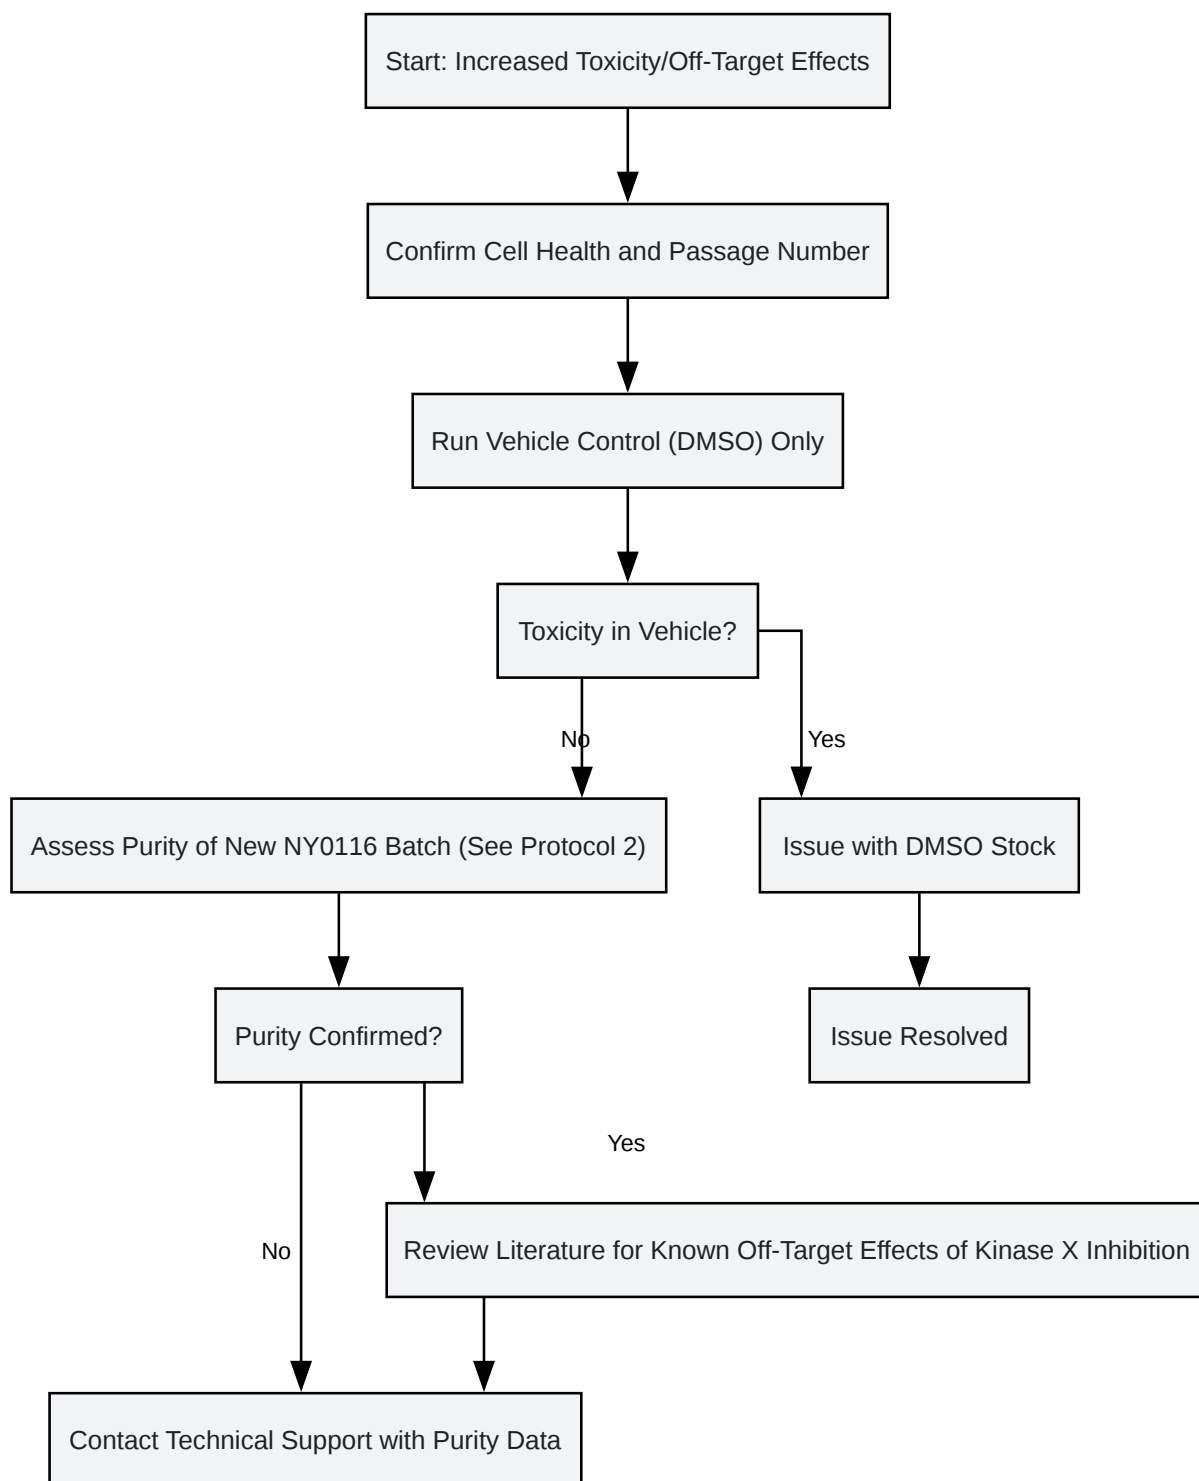 Start: Increased Toxicity/Off-Target Effects
Confirm Cell Health and Passage Number
Run Vehicle Control (DMSO) Only
Toxicity in Vehicle?
No
Yes
Assess Purity of New NY0116 Batch (See Protocol 2)
Issue with DMSO Stock
Purity Confirmed?
Issue Resolved
Yes
No
Review Literature for Known Off-Target Effects of Kinase X Inhibition
Contact Technical Support with Purity Data